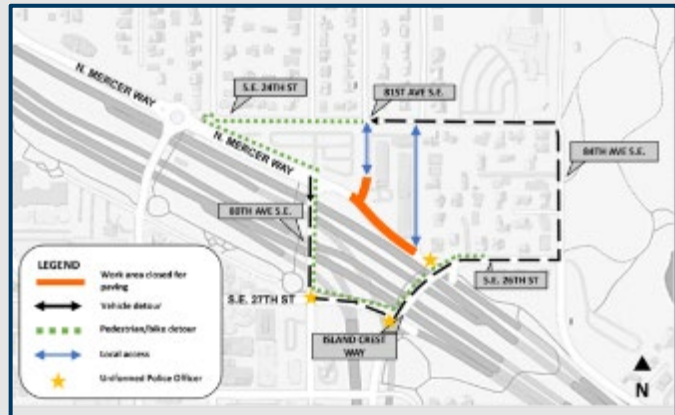 N. MERCER WAY
S.E. 24TH ST
81ST AVE S.E.
N. MERCER WAY
84TH AVE S.E.
80TH AVE S.E.
S.E. 26TH ST
S.E. 27TH ST
ISLAND CREST
WAY
LEGEND
Work area closed for
paving
Vehicle detour
Pedestrian/bike detour
Local access
Uniformed Police Officer
N